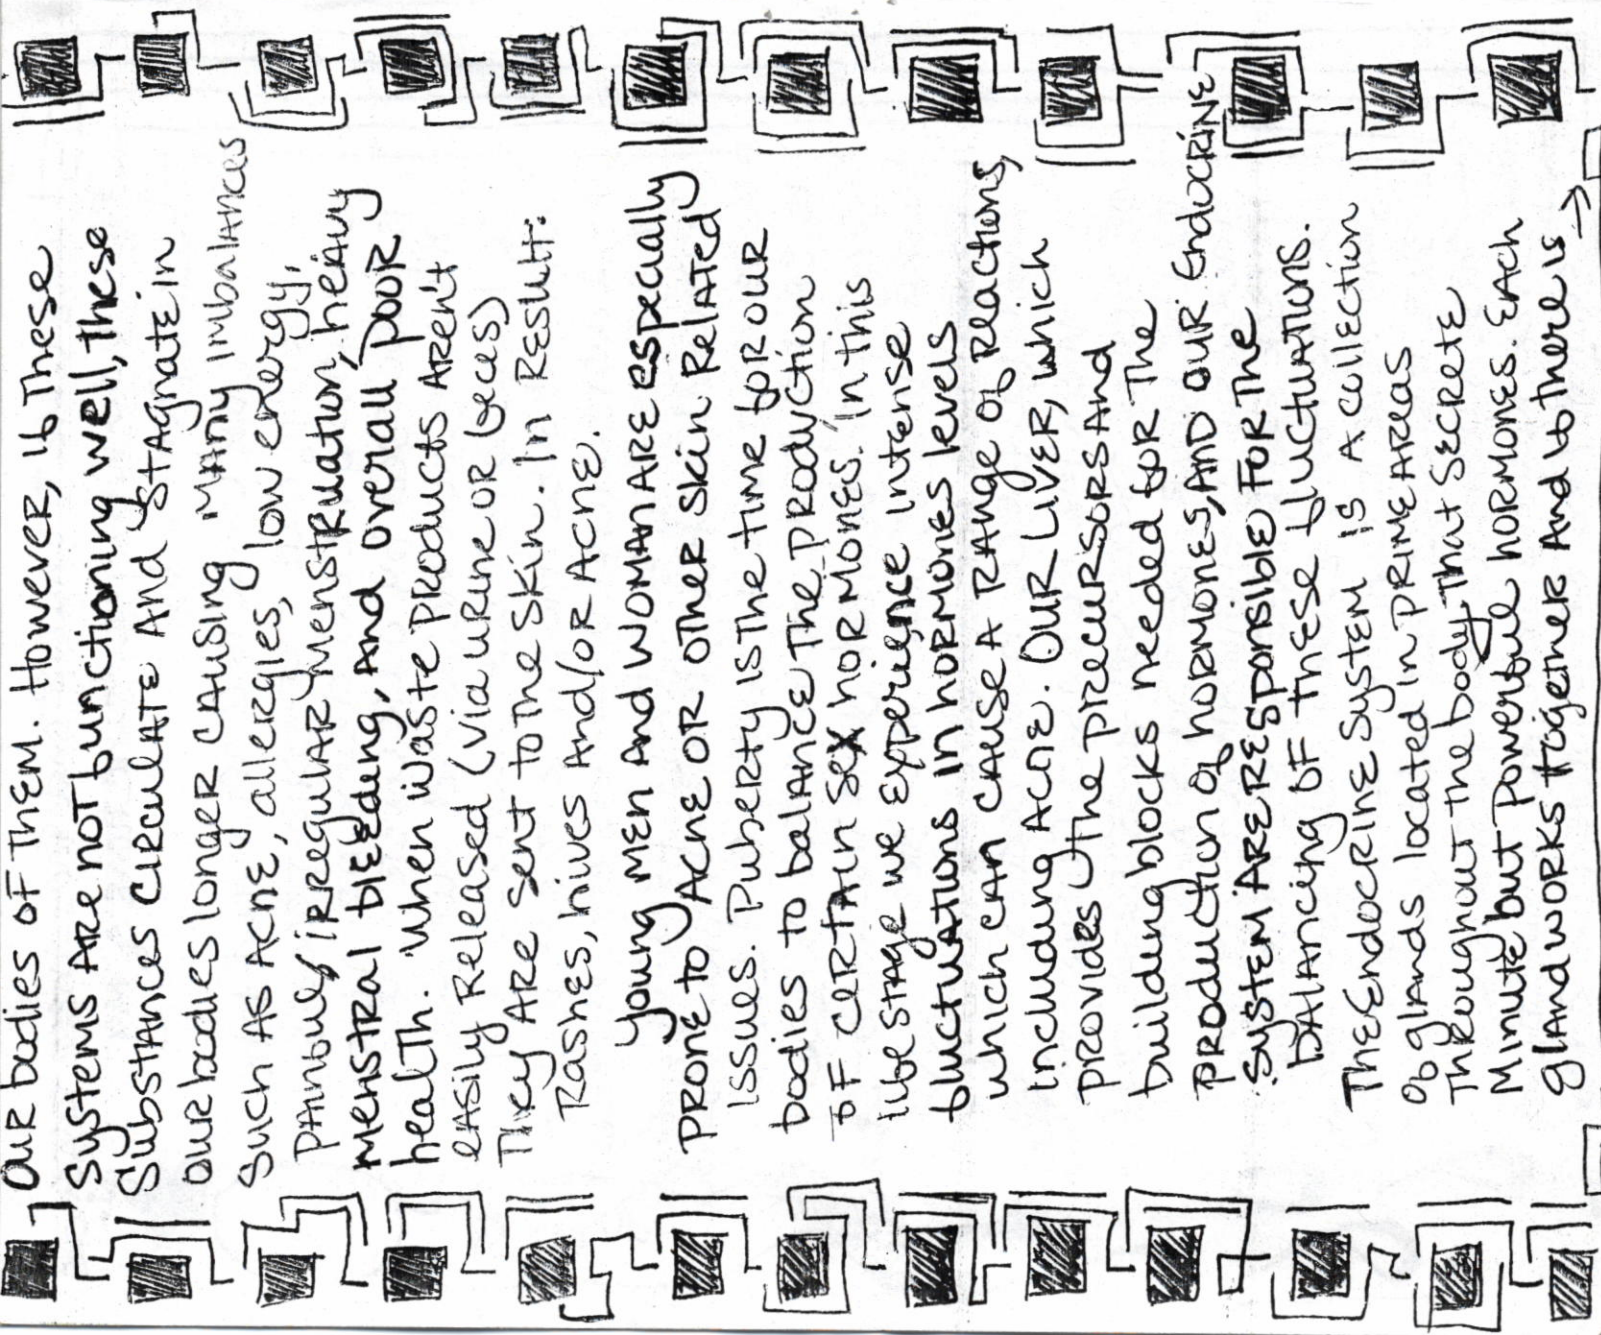 our bodies of them. However, if these
systems are not functioning well, these
substances circulate and stagnate in
our bodies longer causing many imbalances
such as acne, allergies, low energy,
painful, irregular menstruation, heavy
menstral bleeding, and overall poor
health. When waste products aren't
easily released (via urine or feces)
They are sent to the skin. In result:
Rashes, hives and/or acne.
young men and woman are especially
prone to acne or other skin related
issues. Puberty is the time for our
bodies to balance the production
of certain sex hormones. In this
life stage we experience intense
fluctuations in hormones levels
which can cause a range of reactions,
including acne. Our liver, which
provides the precursors and
building blocks needed for the
production of hormones, and our endocrine
system are responsible for the
balancing of these fluctuations.
The endocrine system is a collection
of glands located in prime areas
throughout the body that secrete
minute but powerful hormones. Each
gland works together and if there is →